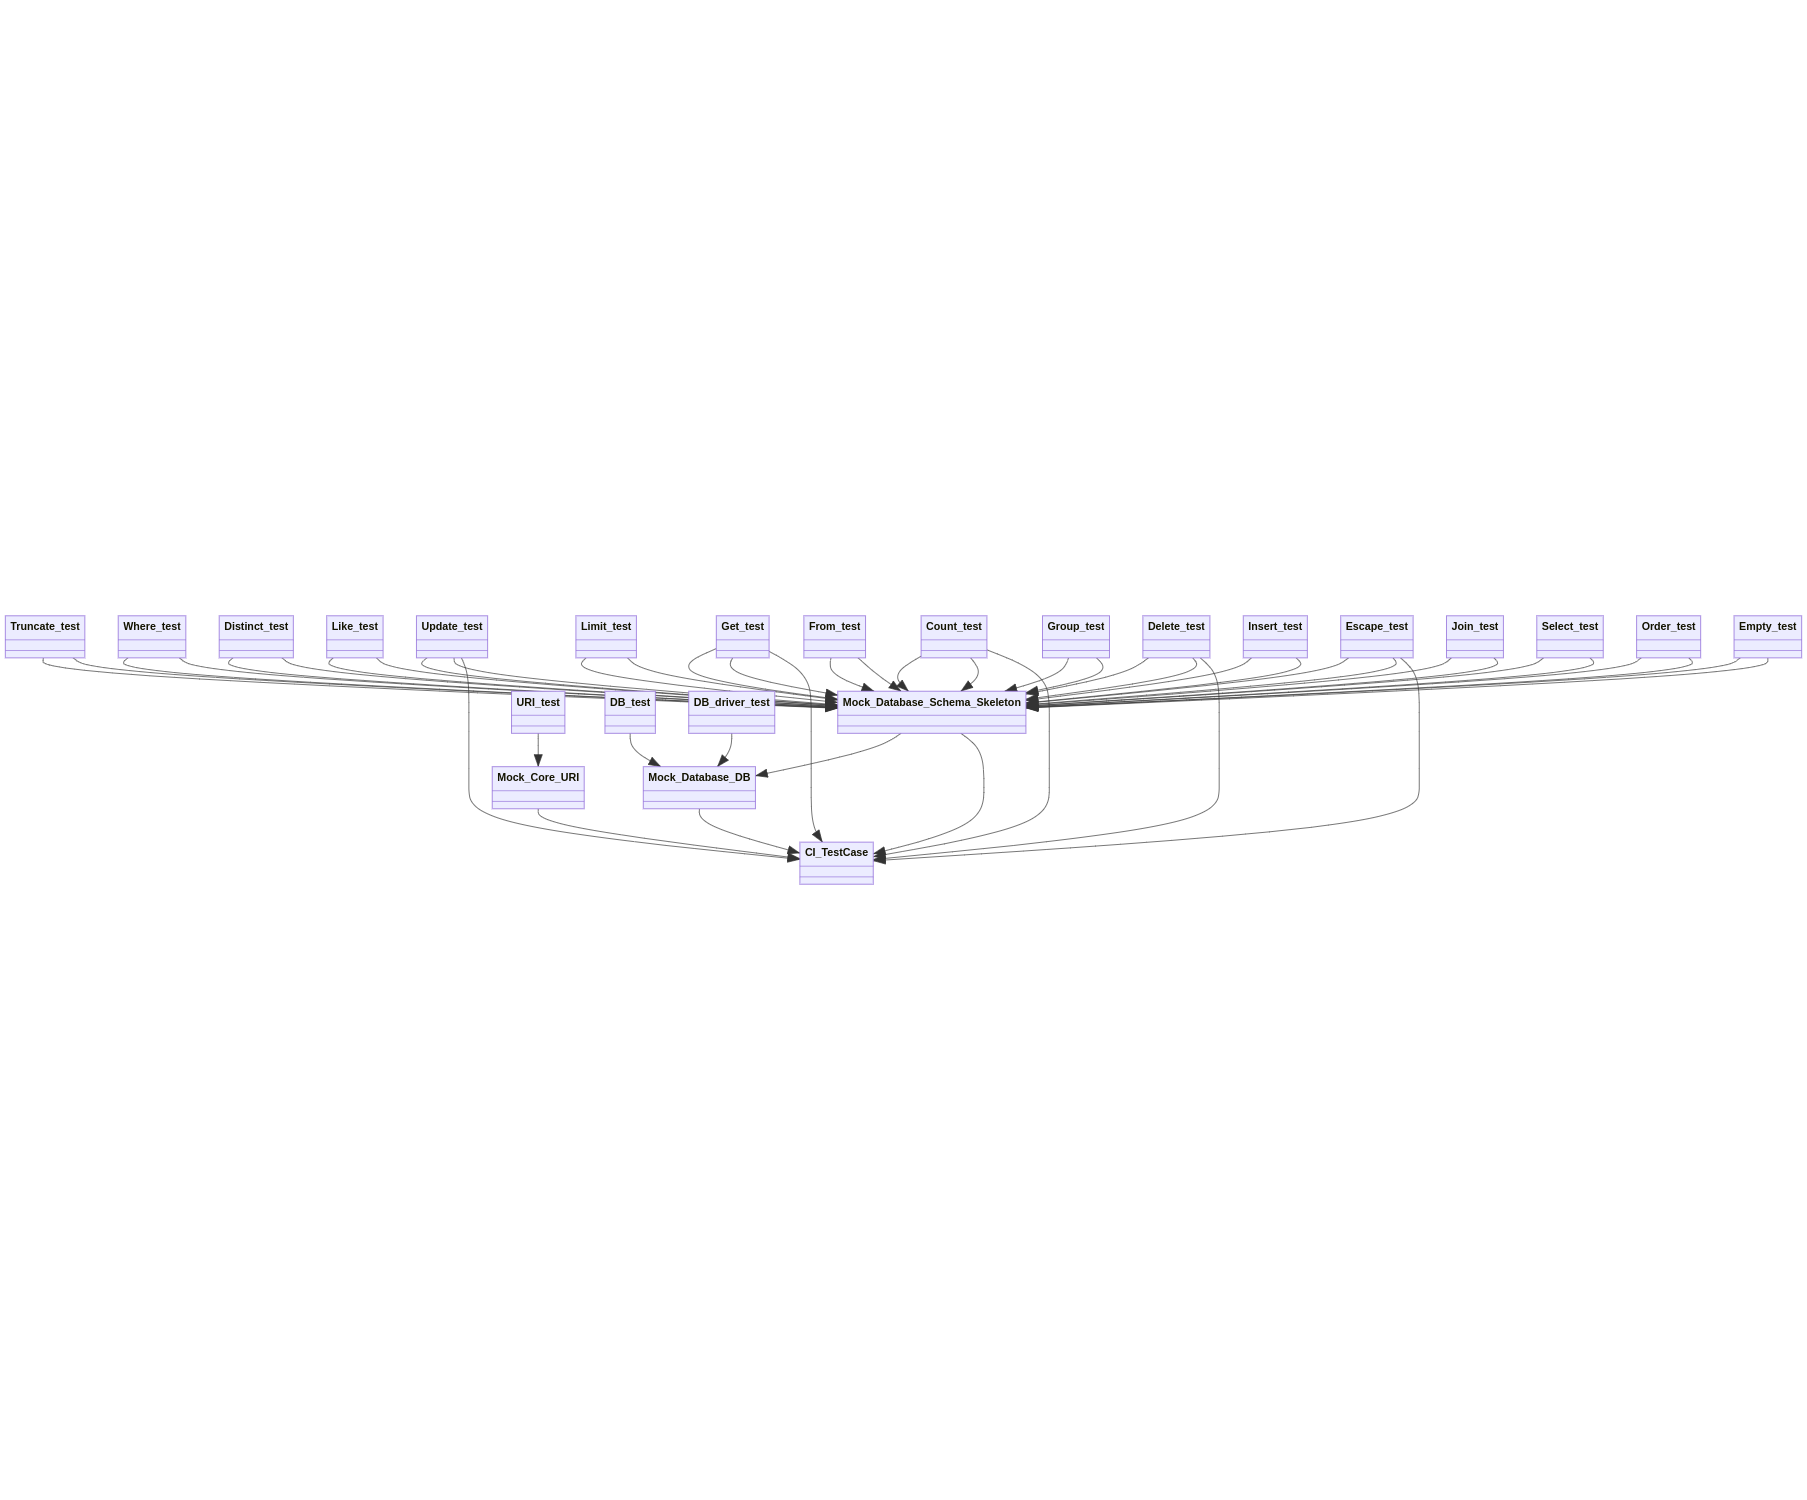 Truncate_test
Where_test
Distinct_test
Like_test
Update_test
Limit_test
Get_test
From_test
Count_test
Group_test
Delete_test
Insert_test
Escape_test
Join_test
Select_test
Order_test
Empty_test
URI_test
DB_test
DB_driver_test
Mock_Database_Schema_Skeleton
Mock_Core_URI
Mock_Database_DB
CI_TestCase